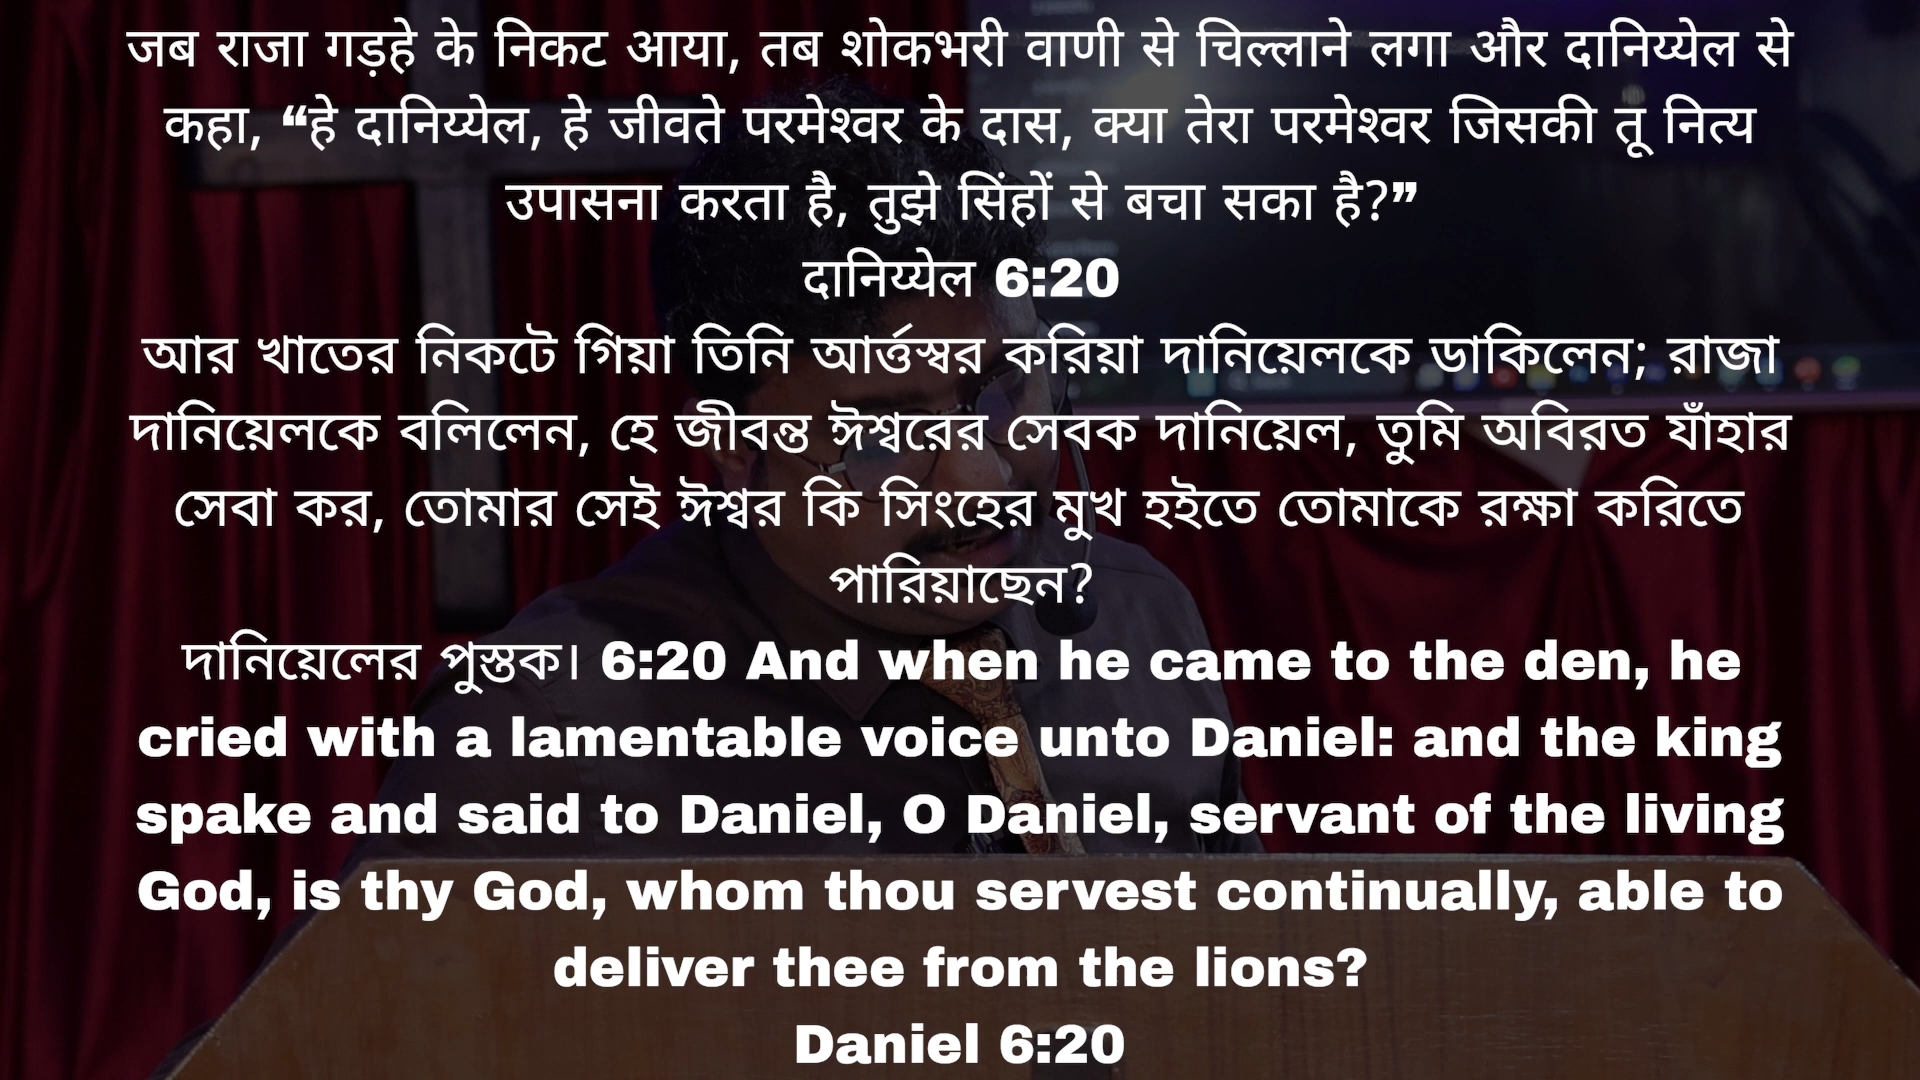 जब राजा गड़हे के निकट आया, तब शोकभरी वाणी से चिल्लाने लगा और दानिय्येल से
कहा, “हे दानिय्येल, हे जीवते परमेश्वर के दास, क्या तेरा परमेश्वर जिसकी तू नित्य
उपासना करता है, तुझे सिंहों से बचा सका है?”
दानिय्येल 6:20
আর খাতের নিকটে গিয়া তিনি আর্ত্তস্বর করিয়া দানিয়েলকে ডাকিলেন; রাজা
দানিয়েলকে বলিলেন, হে জীবন্ত ঈশ্বরের সেবক দানিয়েল, তুমি অবিরত যাঁহার
সেবা কর, তোমার সেই ঈশ্বর কি সিংহের মুখ হইতে তোমাকে রক্ষা করিতে
পারিয়াছেন?
দানিয়েলের পুস্তক। 6:20 And when he came to the den, he
cried with a lamentable voice unto Daniel: and the king
spake and said to Daniel, O Daniel, servant of the living
God, is thy God, whom thou servest continually, able to
deliver thee from the lions?
Daniel 6:20